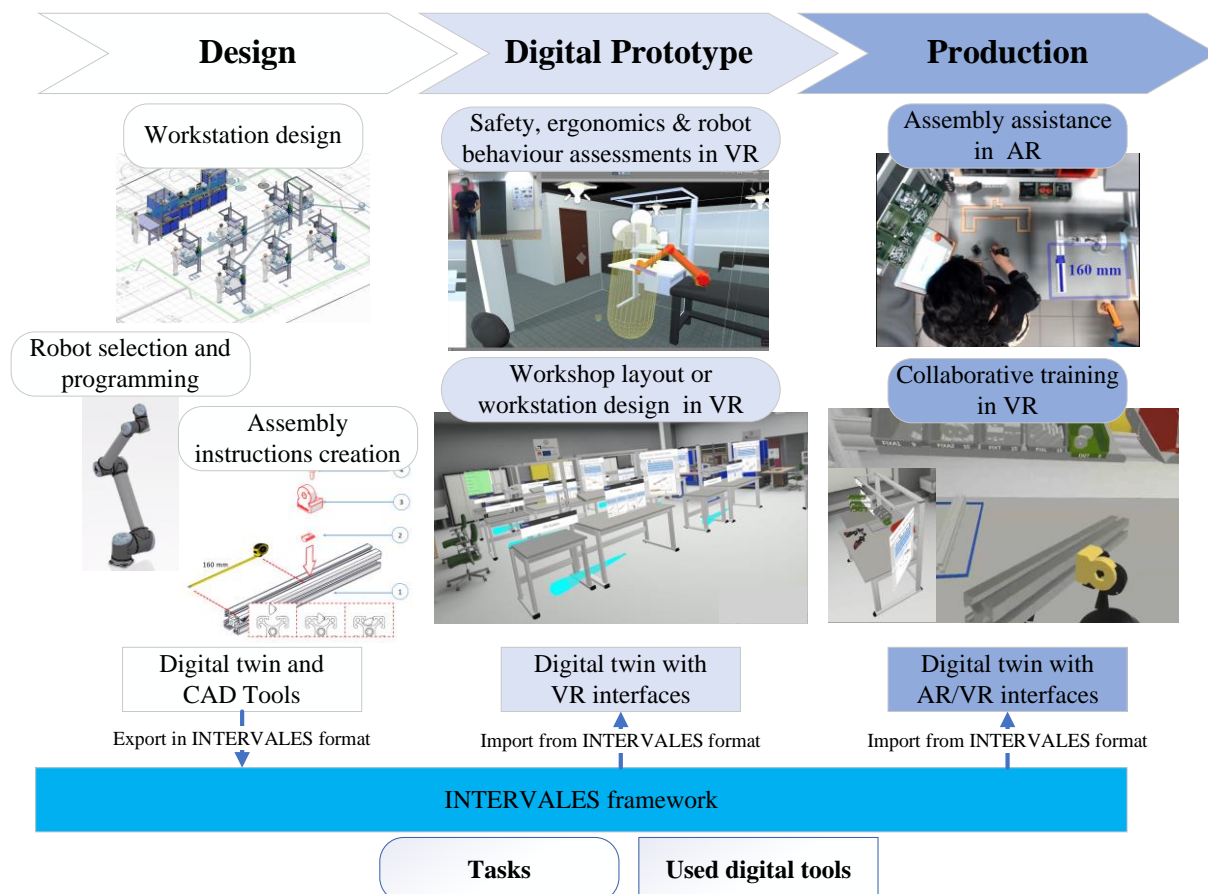 Design
Digital Prototype
Production
Workstation design
Safety, ergonomics & robot
behaviour assessments in VR
Assembly assistance
in AR
160 mm
Robot selection and
programming
Assembly
instructions creation
3
2
160 mm
1
Workshop layout or
workstation design in VR
Collaborative training
in VR
Digital twin and
CAD Tools
Digital twin with
VR interfaces
Digital twin with
AR/VR interfaces
Export in INTERVALES format
Import from INTERVALES format
Import from INTERVALES format
INTERVALES framework
Tasks
Used digital tools